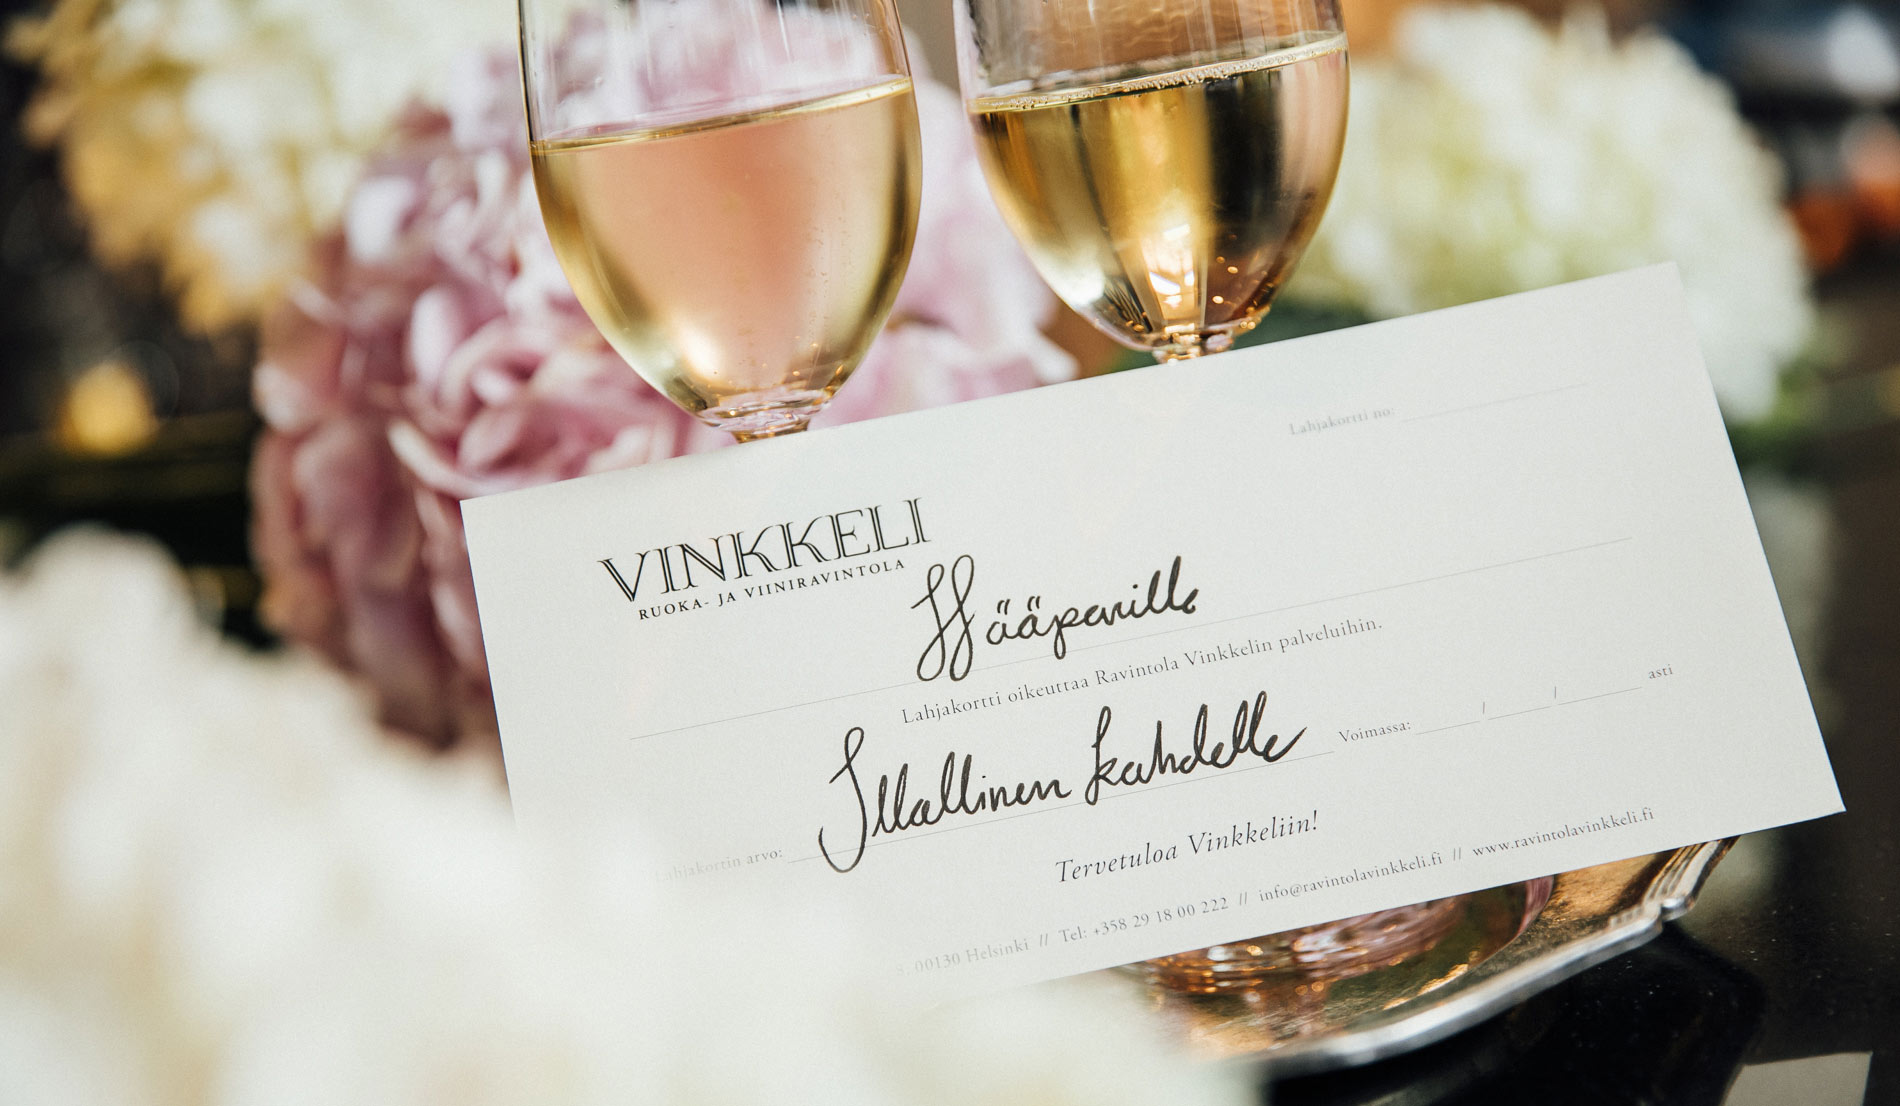 Lahjakortti no:
VINKKELI
RUOKA- JA VIINIRAVINTOLA
Hääparille
Lahjakortti oikeuttaa Ravintola Vinkkelin palveluihin.
Lahjakortin arvo: Illallinen kahdelle Voimassa: / / asti
Tervetuloa Vinkkeliin!
00130 Helsinki // Tel: +358 29 18 00 222 // info@ravintolavinkkeli.fi // www.ravintolavinkkeli.fi